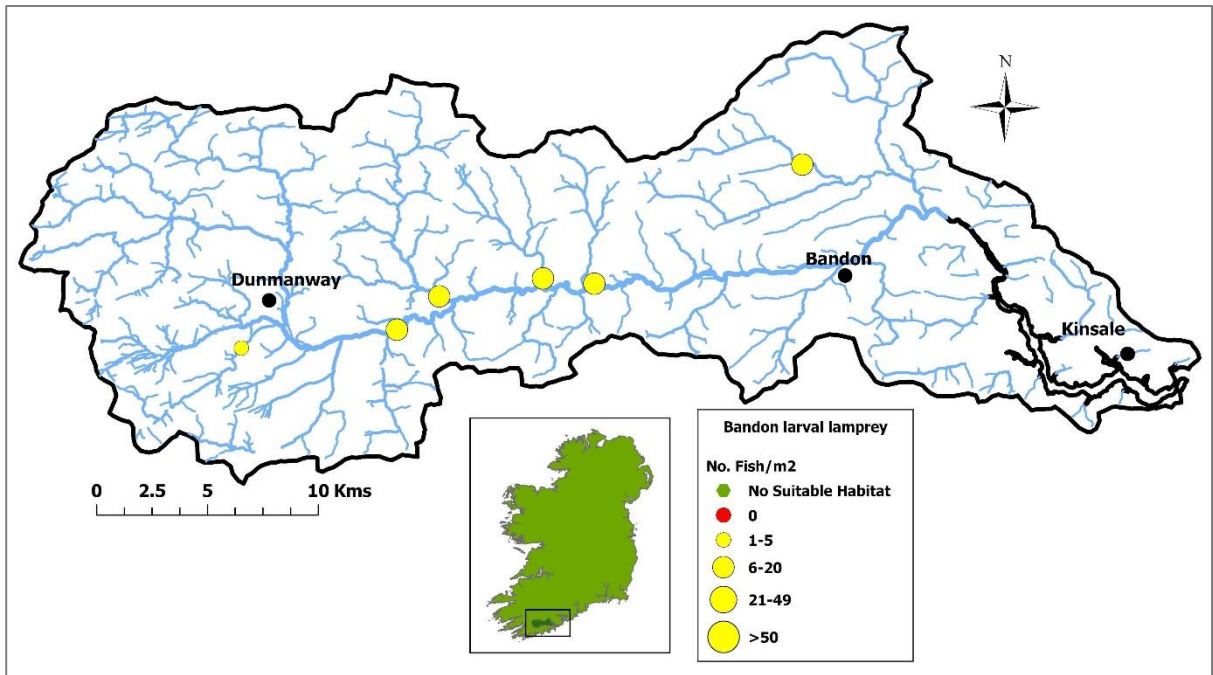 N
Dunmanway
Bandon
Kinsale
0 2.5 5 10 Kms
Bandon larval lamprey
No. Fish/m2
No Suitable Habitat
0
1-5
6-20
21-49
>50